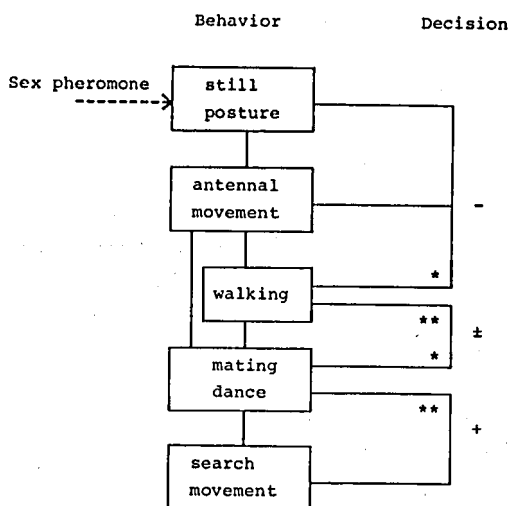 Behavior Decision
Sex pheromone
still
posture
antennal
movement
-
walking
*
**
±
*
mating
dance
**
+
search
movement